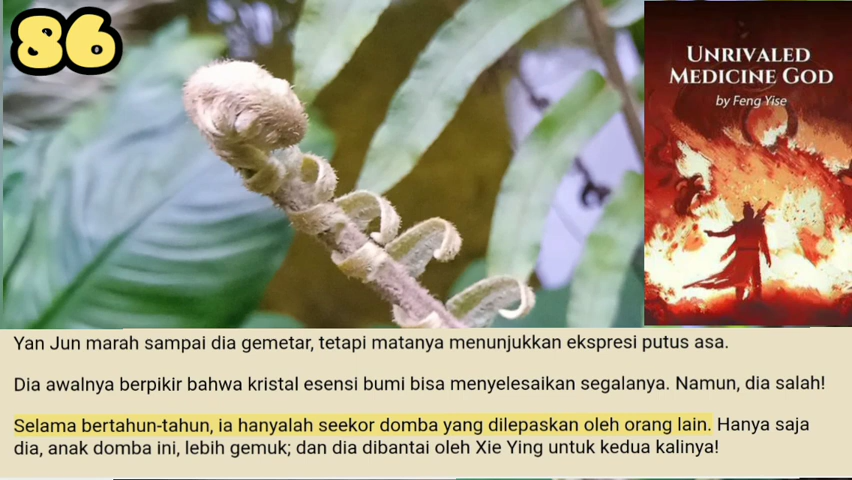 86
UNRIVALED
MEDICINE GOD
by Feng Yise
Yan Jun marah sampai dia gemetar, tetapi matanya menunjukkan ekspresi putus asa.
Dia awalnya berpikir bahwa kristal esensi bumi bisa menyelesaikan segalanya. Namun, dia salah!
Selama bertahun-tahun, ia hanyalah seekor domba yang dilepaskan oleh orang lain. Hanya saja
dia, anak domba ini, lebih gemuk; dan dia dibantai oleh Xie Ying untuk kedua kalinya!